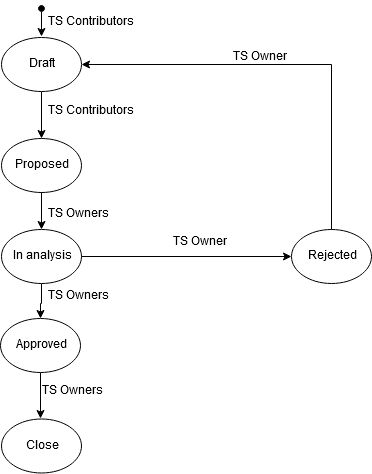 TS Contributors
TS Owner
Draft
TS Contributors
Proposed
TS Owners
TS Owner
In analysis
Rejected
TS Owners
Approved
TS Owners
Close